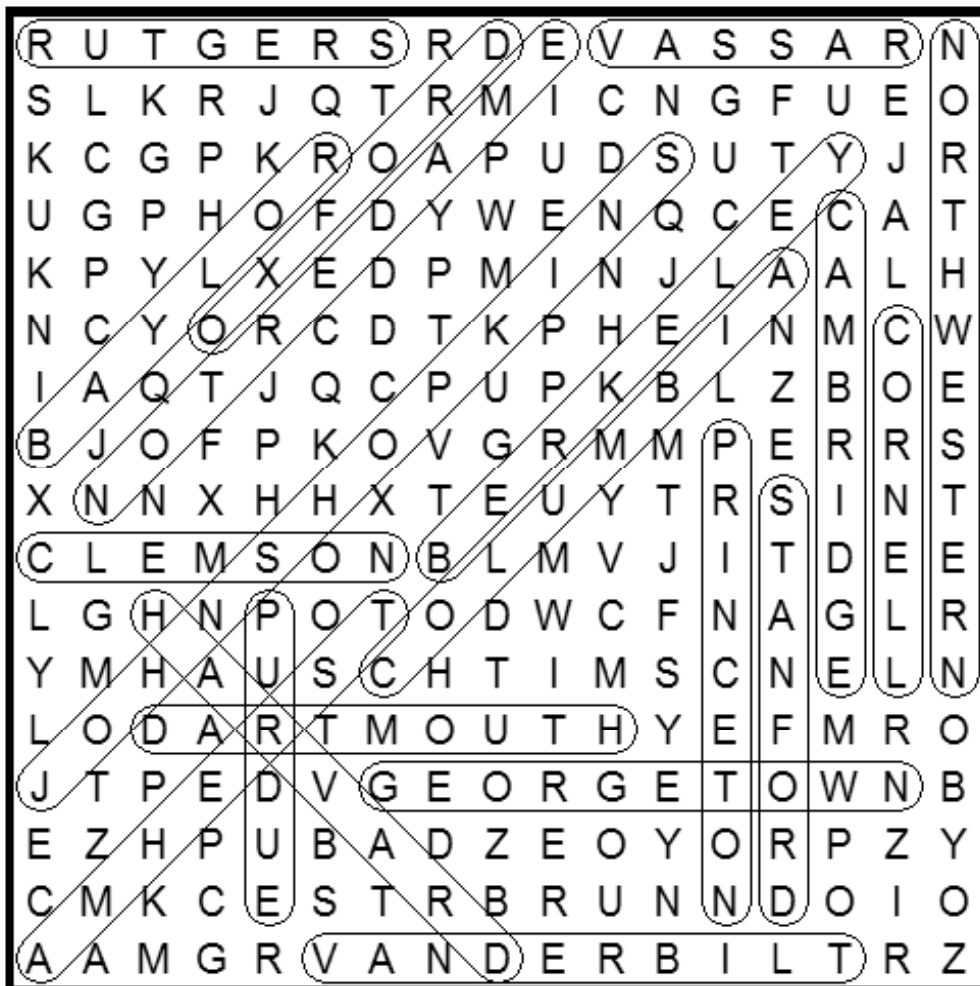 R U T G E R S R D E V A S S A R N
S L K R J Q T R M I C N G F U E O
K C G P K R O A P U D S U T Y J R
U G P H O F D Y W E N Q C E C A T
K P Y L X E D P M I N J L A A L H
N C Y O R C D T K P H E I N M C W
I A Q T J Q C P U P K B L Z B O E
B J O F P K O V G R M M P E R R S
X N N X H H X T E U Y T R S I N T
C L E M S O N B L M V J I T D E E
L G H N P O T O D W C F N A G L R
Y M H A U S C H T I M S C N E L N
L O D A R T M O U T H Y E F M R O
J T P E D V G E O R G E T O W N B
E Z H P U B A D Z E O Y O R P Z Y
C M K C E S T R B R U N N D O I O
A A M G R V A N D E R B I L T R Z